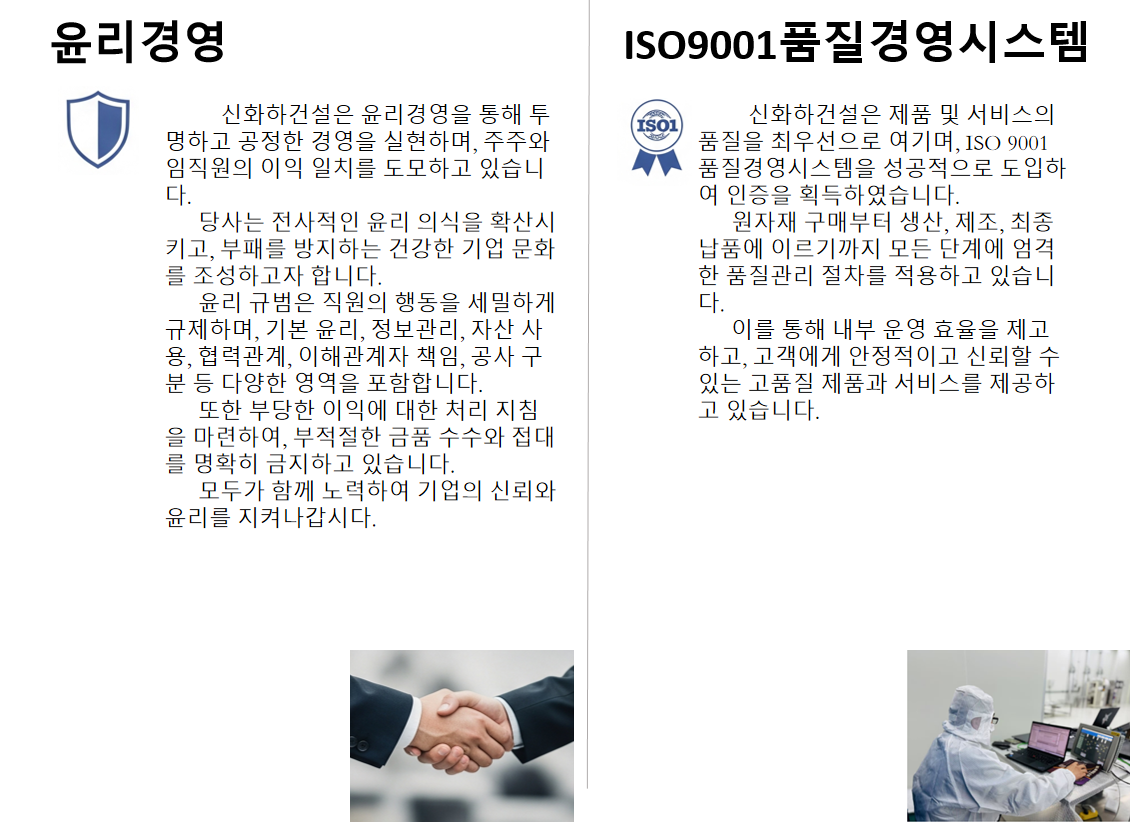 윤리경영
신화하건설은 윤리경영을 통해 투
명하고 공정한 경영을 실현하며, 주주와
임직원의 이익 일치를 도모하고 있습니
다.
당사는 전사적인 윤리 의식을 확산시
키고, 부패를 방지하는 건강한 기업 문화
를 조성하고자 합니다.
윤리 규범은 직원의 행동을 세밀하게
규제하며, 기본 윤리, 정보관리, 자산 사
용, 협력관계, 이해관계자 책임, 공사 구
분 등 다양한 영역을 포함합니다.
또한 부당한 이익에 대한 처리 지침
을 마련하여, 부적절한 금품 수수와 접대
를 명확히 금지하고 있습니다.
모두가 함께 노력하여 기업의 신뢰와
윤리를 지켜나갑시다.
ISO9001품질경영시스템
ISO1
신화하건설은 제품 및 서비스의
품질을 최우선으로 여기며, ISO 9001
품질경영시스템을 성공적으로 도입하
여 인증을 획득하였습니다.
원자재 구매부터 생산, 제조, 최종
납품에 이르기까지 모든 단계에 엄격
한 품질관리 절차를 적용하고 있습니
다.
이를 통해 내부 운영 효율을 제고
하고, 고객에게 안정적이고 신뢰할 수
있는 고품질 제품과 서비스를 제공하
고 있습니다.